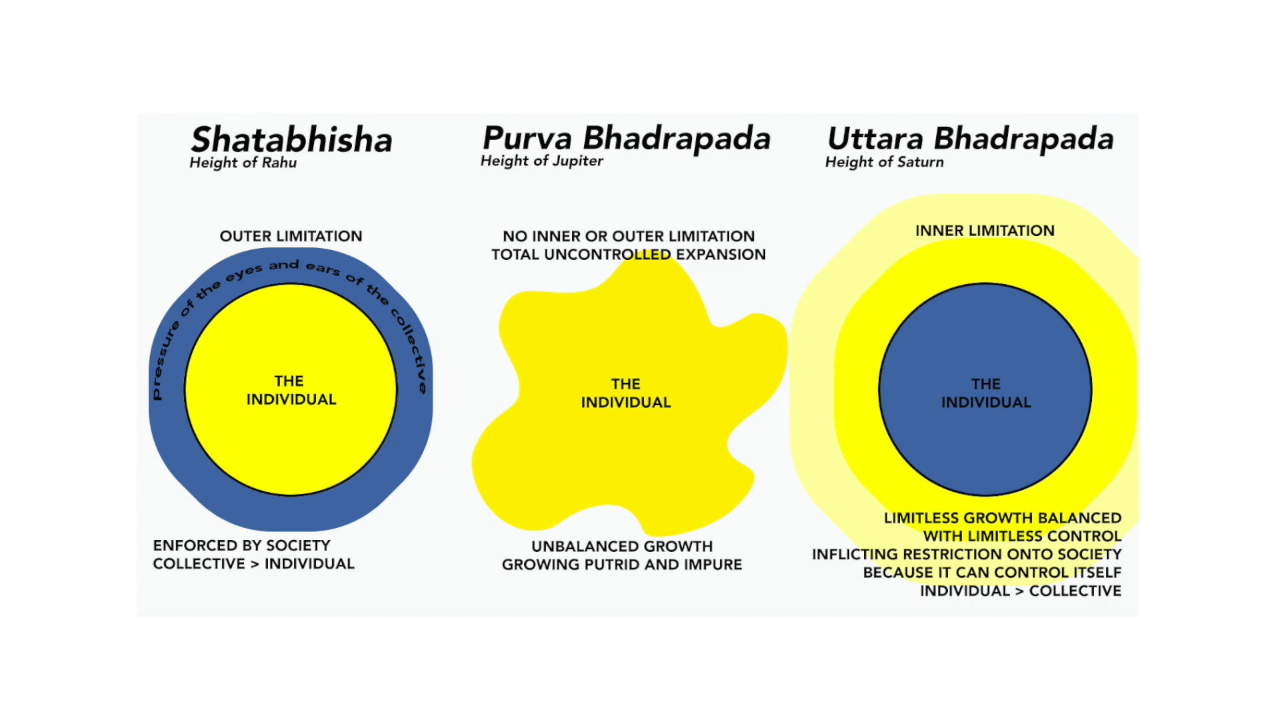 Shatabhisha
Height of Rahu
OUTER LIMITATION
Pressure of the eyes and ears of the collective
THE
INDIVIDUAL
ENFORCED BY SOCIETY
COLLECTIVE > INDIVIDUAL
Purva Bhadrapada
Height of Jupiter
NO INNER OR OUTER LIMITATION
TOTAL UNCONTROLLED EXPANSION
THE
INDIVIDUAL
UNBALANCED GROWTH
GROWING PUTRID AND IMPURE
Uttara Bhadrapada
Height of Saturn
INNER LIMITATION
THE
INDIVIDUAL
LIMITLESS GROWTH BALANCED
WITH LIMITLESS CONTROL
INFLICTING RESTRICTION ONTO SOCIETY
BECAUSE IT CAN CONTROL ITSELF
INDIVIDUAL > COLLECTIVE